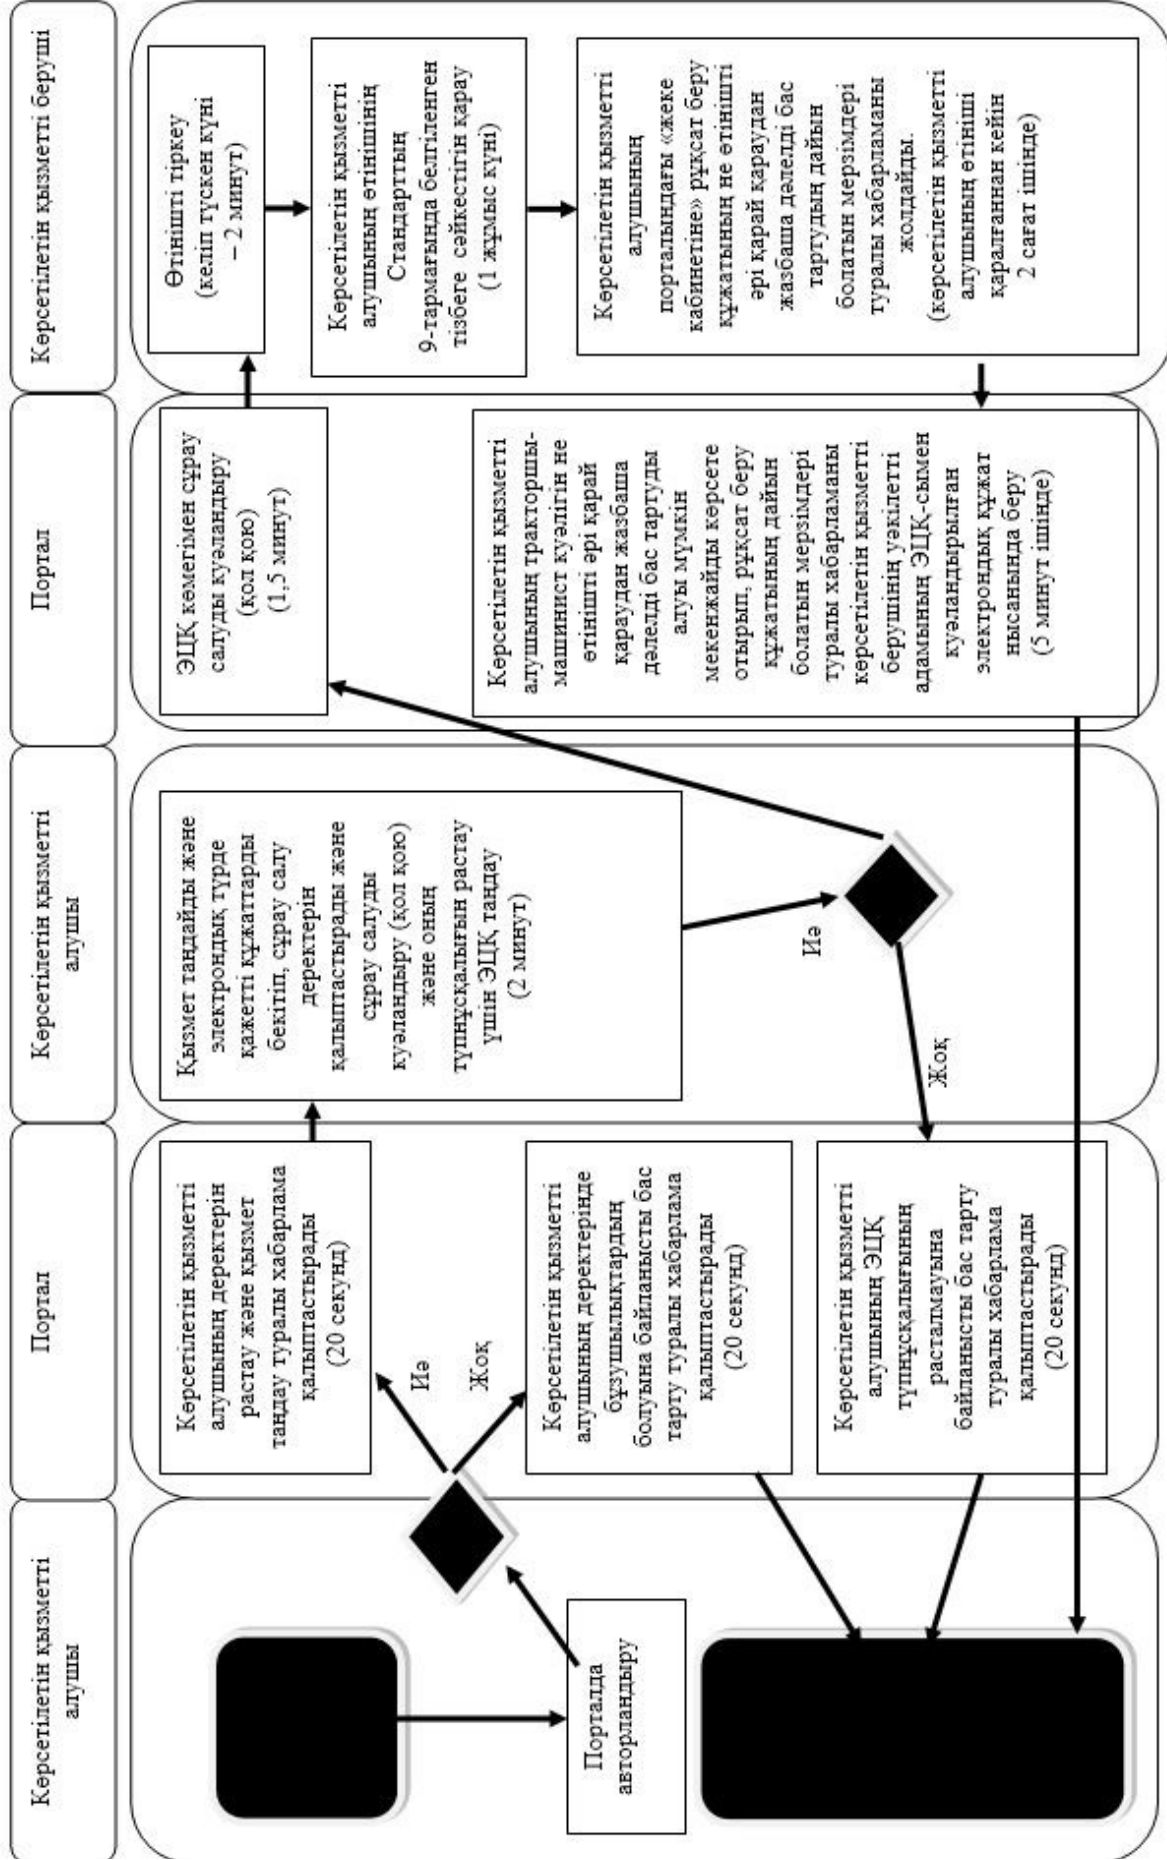 Көрсетілетін қызметті
алушы
Портал
Көрсетілетін қызметті
алушы
Портал
Көрсетілетін қызметті беруші
Порталда
авторландыру
Көрсетілетін қызметті
алушының деректерін
растау және қызмет
таңдау туралы хабарлама
қалыптастырады
(20 секунд)
Иә
Жоқ
Көрсетілетін қызметті
алушының деректерінде
бұзушылықтардың
болуына байланысты бас
тарту туралы хабарлама
қалыптастырады
(20 секунд)
Көрсетілетін қызметті
алушының ЭЦҚ
түпнұсқалығының
расталмауына
байланысты бас тарту
туралы хабарлама
қалыптастырады
(20 секунд)
Қызмет таңдайды және
электрондық түрде
қажетті құжаттарды
бекітіп, сұрау салу
деректерін
қалыптастырады және
сұрау салуды
куәландыру (қол қою)
және оның
түпнұсқалығын растау
үшін ЭЦҚ таңдау
(2 минут)
Иә
Жоқ
ЭЦҚ көмегімен сұрау
салуды куәландыру
(қол қою)
(1,5 минут)
Көрсетілетін қызметті
алушының тракторшы-
машинист куәлігін не
өтінішті әрі қарай
қараудан жазбаша
дәлелді бас тартуды
алуы мүмкін
мекенжайды көрсете
отырып, рұқсат беру
құжатының дайын
болатын мерзімдері
туралы хабарламаны
көрсетілетін қызметті
берушінің уәкілетті
адамының ЭЦҚ-сымен
куәландырылған
электрондық құжат
нысанында беру
(5 минут ішінде)
Өтінішті тіркеу
(келіп түскен күні
– 2 минут)
Көрсетілетін қызметті
алушының өтінішінің
Стандарттың
9-тармағында белгіленген
тізбеге сәйкестігін қарау
(1 жұмыс күні)
Көрсетілетін қызметті
алушының
порталындағы «жеке
кабинетіне» рұқсат беру
құжатының не өтінішті
әрі қарай қараудан
жазбаша дәлелді бас
тартудың дайын
болатын мерзімдері
туралы хабарламаны
жолдайды.
(көрсетілетін қызметті
алушының өтініші
қаралғаннан кейін
2 сағат ішінде)